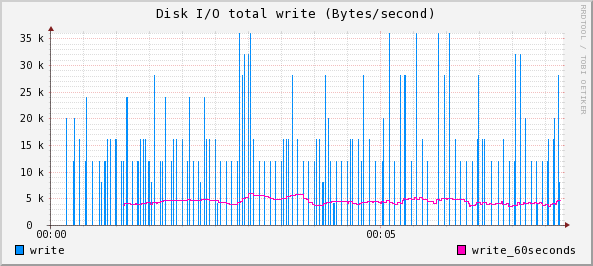 Disk I/O total write (Bytes/second)
RRDTOOL / TOBI OETIKER
35 k
30 k
25 k
20 k
15 k
10 k
5 k
0
00:00 00:05
write write_60seconds